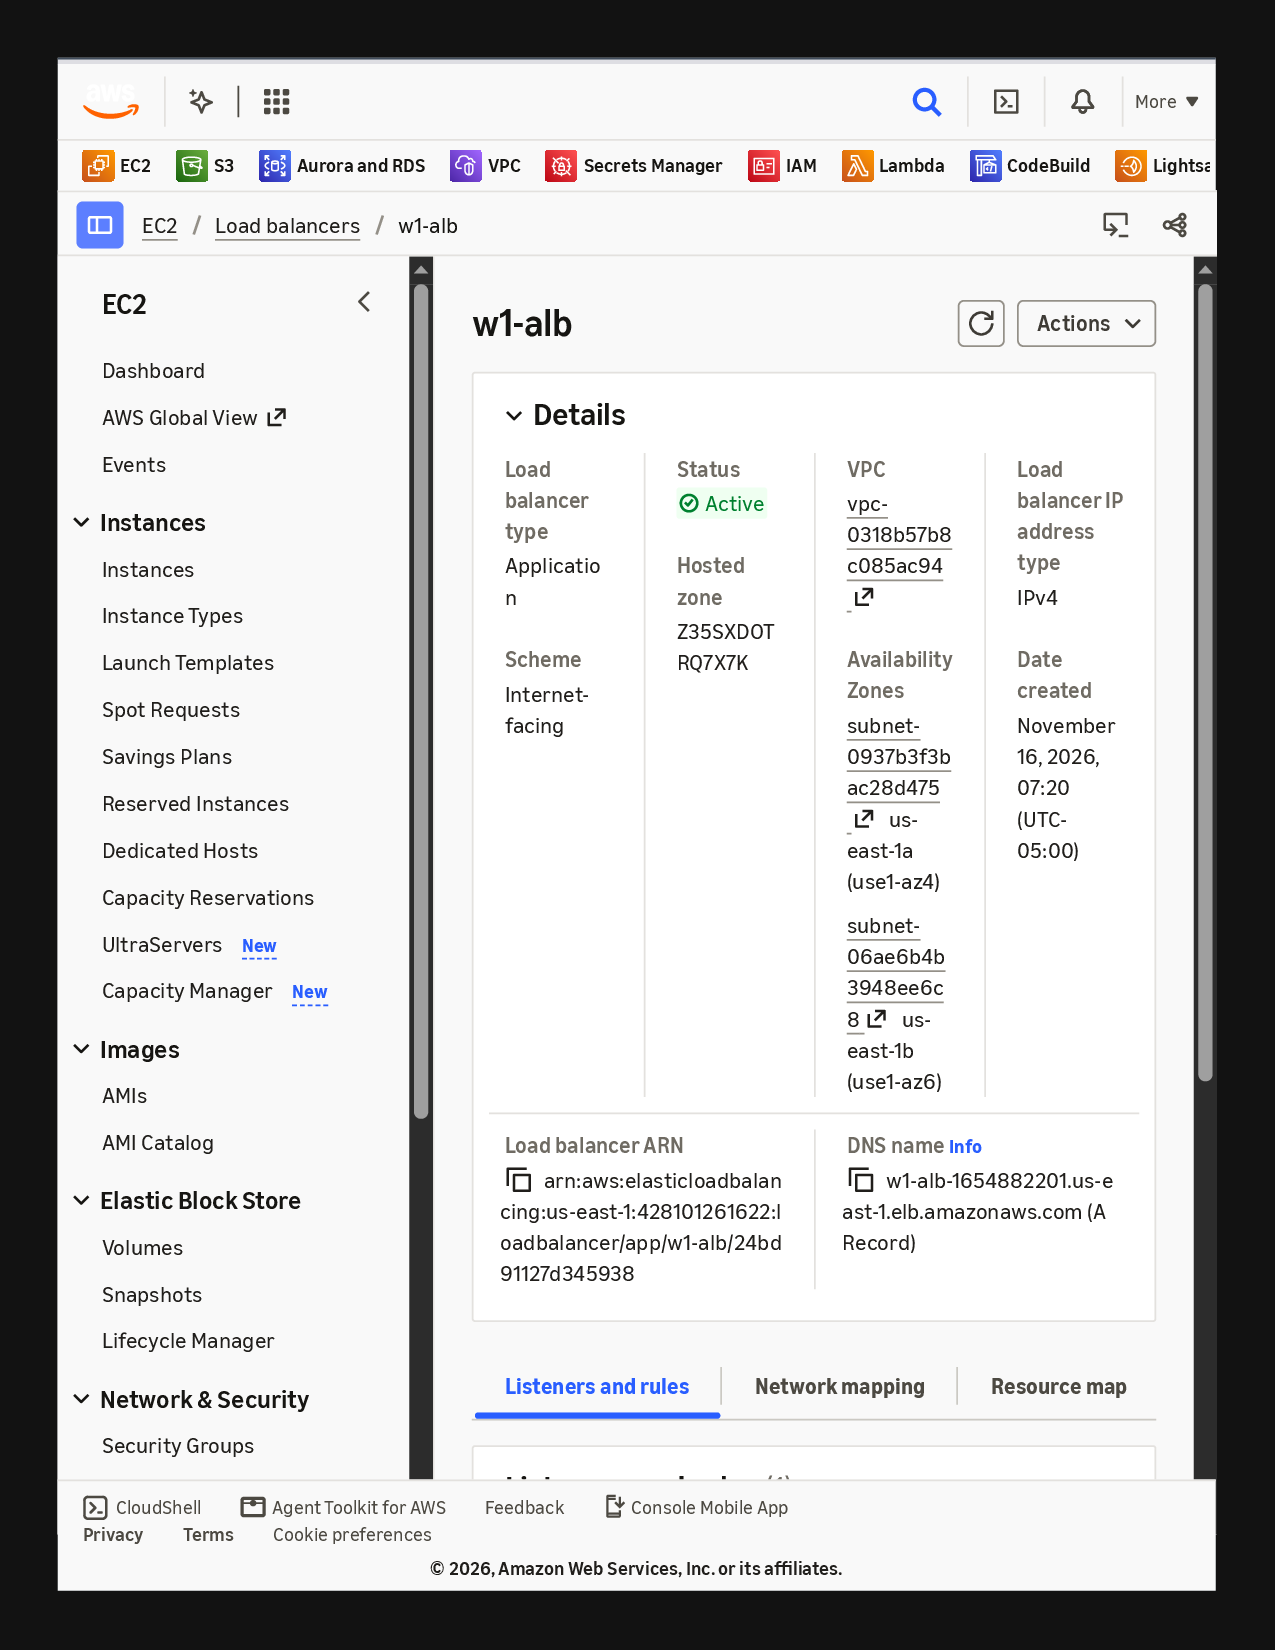 aws
More
EC2
S3
Aurora and RDS
VPC
Secrets Manager
IAM
Lambda
CodeBuild
Lightsa
EC2 / Load balancers / w1-alb
EC2
Dashboard
AWS Global View
Events
Instances
Instances
Instance Types
Launch Templates
Spot Requests
Savings Plans
Reserved Instances
Dedicated Hosts
Capacity Reservations
UltraServers New
Capacity Manager New
Images
AMIs
AMI Catalog
Elastic Block Store
Volumes
Snapshots
Lifecycle Manager
Network & Security
Security Groups
w1-alb
Actions
Details
Load
balancer
type
Applicatio
n
Scheme
Internet-
facing
Status
Active
Hosted
zone
Z35SXDOT
RQ7X7K
VPC
vpc-
0318b57b8
c085ac94
Availability
Zones
subnet-
0937b3f3b
ac28d475
us-
east-1a
(use1-az4)
subnet-
06ae6b4b
3948ee6c
8 us-
east-1b
(use1-az6)
Load
balancer IP
address
type
IPv4
Date
created
November
16, 2026,
07:20
(UTC-
05:00)
Load balancer ARN
arn:aws:elasticloadbalan
cing:us-east-1:428101261622:l
oadbalancer/app/w1-alb/24bd
91127d345938
DNS name Info
w1-alb-1654882201.us-e
ast-1.elb.amazonaws.com (A
Record)
Listeners and rules
Network mapping
Resource map
CloudShell
Agent Toolkit for AWS
Feedback
Console Mobile App
Privacy
Terms
Cookie preferences
© 2026, Amazon Web Services, Inc. or its affiliates.